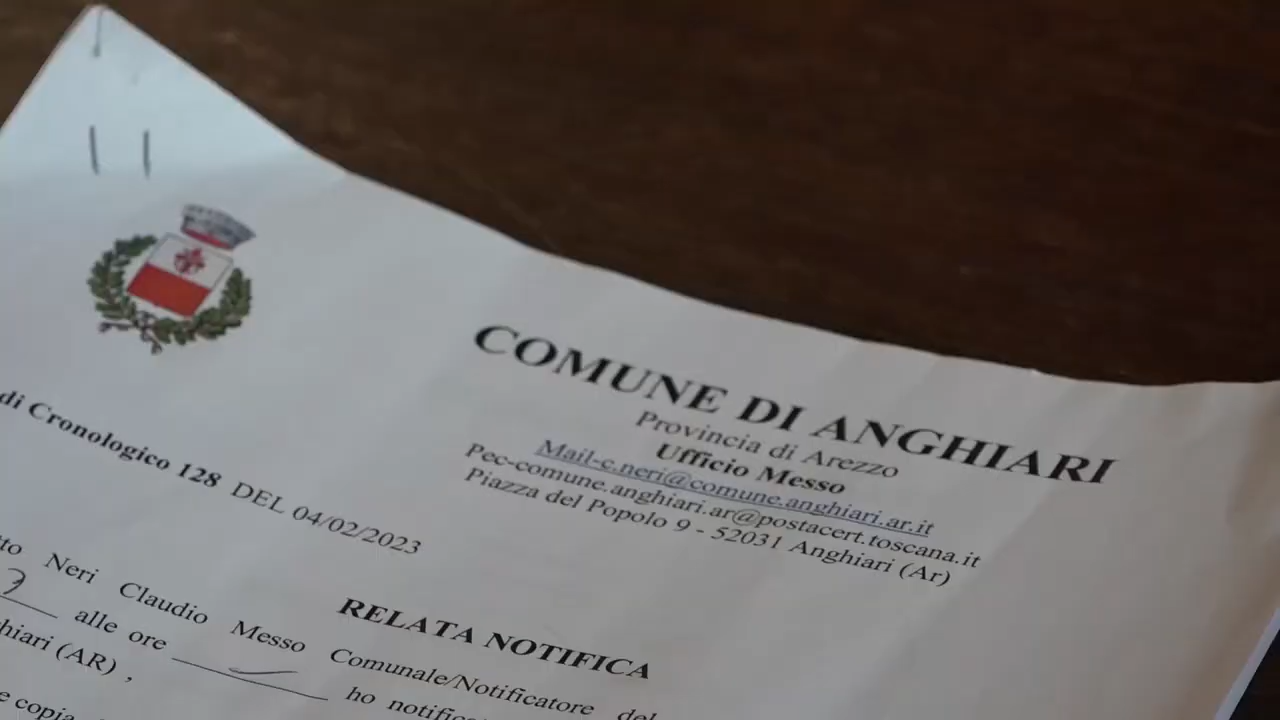 COMUNE DI ANGHIARI
Provincia di Arezzo
Ufficio Messo
Mail-c.neri@comune.anghiari.ar.it
Pec-comune.anghiari.ar@postacert.toscana.it
Piazza del Popolo 9 - 52031 Anghiari (Ar)
di Cronologico 128 DEL 04/02/2023
RELATA NOTIFICA
Neri Claudio Messo Comunale/Notificatore del
alle ore ho notific
hiari (AR) ,
e copia